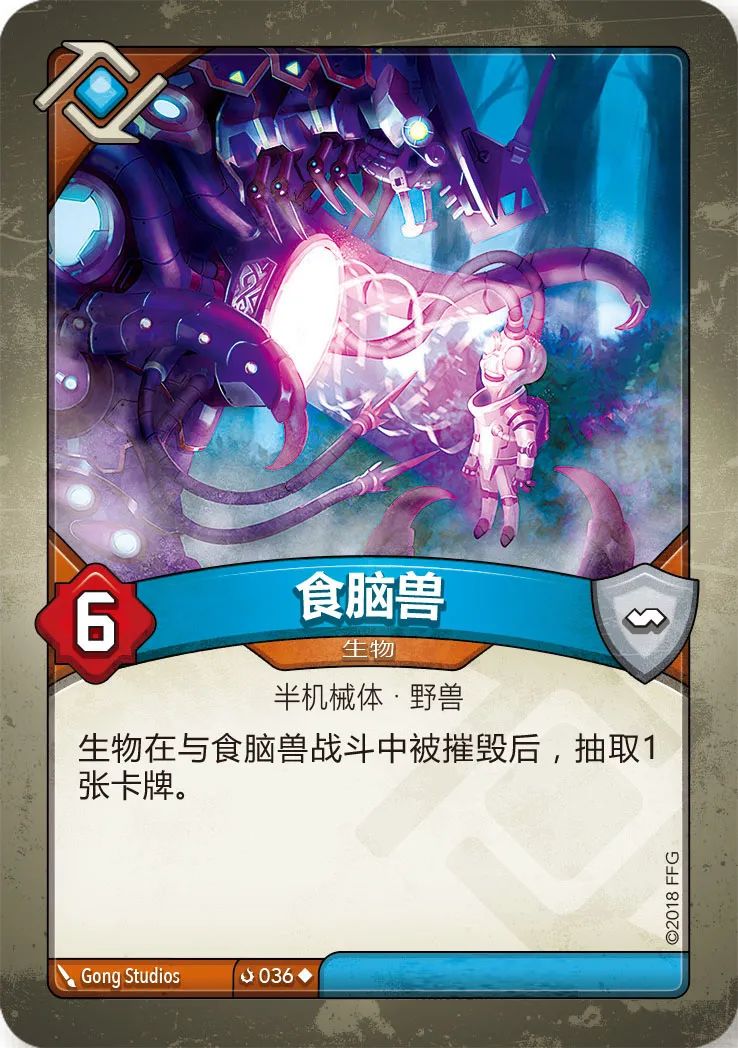 食脑兽
6
生物
半机械体 · 野兽
生物在与食脑兽战斗中被摧毁后，抽取1
张卡牌。
©2018 FFG
Gong Studios
036